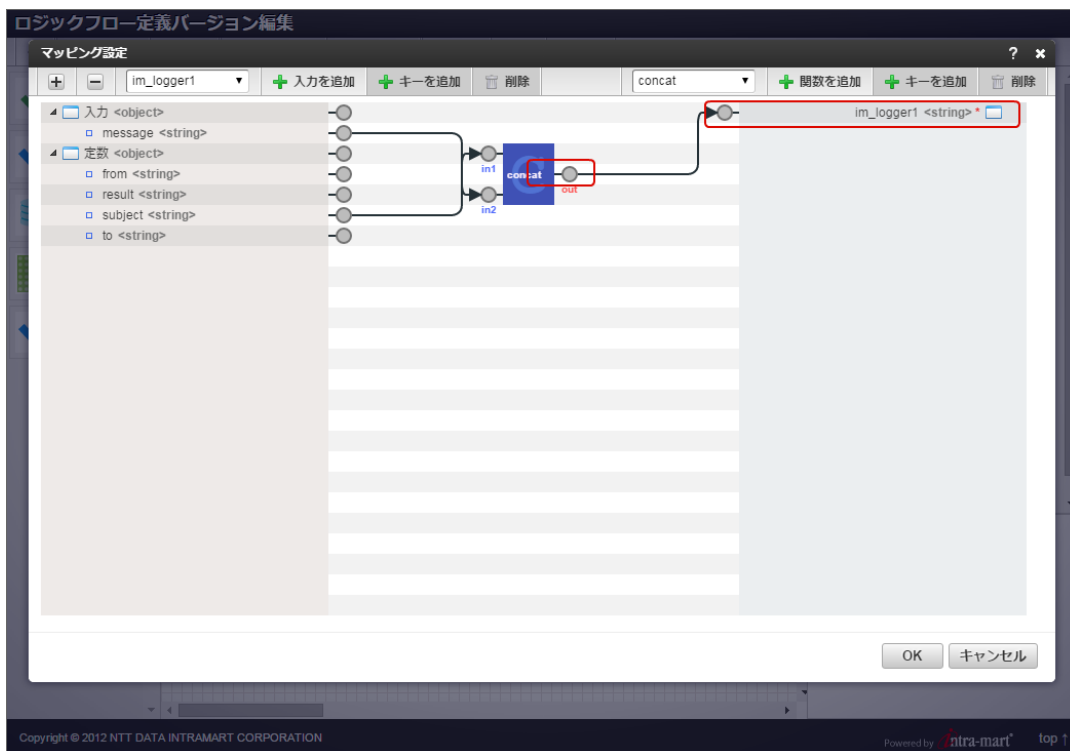 ロジックフロー定義バージョン編集
マッピング設定 ?
im_logger1 入力を追加 キーを追加 削除 concat 関数を追加 キーを追加 削除
入力 <object>
im_logger1 <string> *
message <string>
定数 <object>
from <string>
in1 concat out
result <string>
subject <string>
in2
to <string>
OK キャンセル
Copyright © 2012 NTT DATA INTRAMART CORPORATION
Powered by intra-mart top ↑